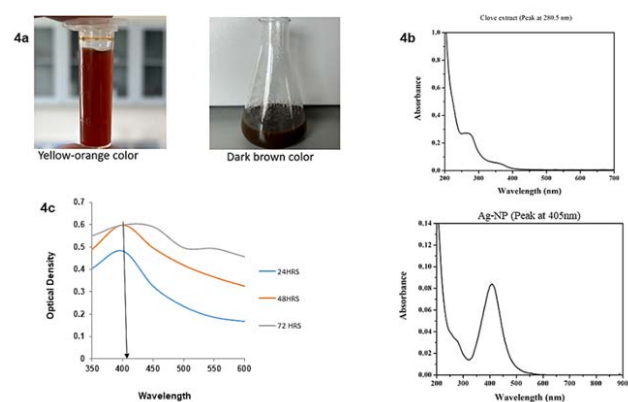 4a
Yellow-orange color
Dark brown color
4b
Clove extract (Peak at 280.5 nm)
1,0
0,8
0,6
0,4
0,2
0,0
Absorbance
200 300 400 500 600 700
Wavelength (nm)
4c
0.7
0.6
0.5
0.4
0.3
0.2
0.1
0
Optical Density
350 400 450 500 550 600
Wavelength
24HRS
48HRS
72 HRS
Ag-NP (Peak at 405nm)
0,14
0,12
0,10
0,08
0,06
0,04
0,02
0,00
Absorbance
200 300 400 500 600 700 800 900
Wavelength (nm)